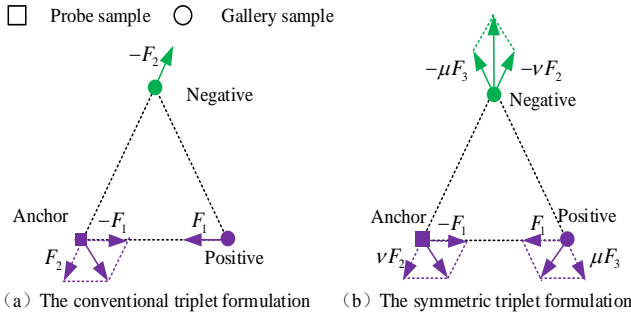 Probe sample
Gallery sample
−F₂
Negative
Anchor
−F₁
F₁
F₂
Positive
（a）The conventional triplet formulation
−μF₃
−νF₂
Negative
Anchor
−F₁
F₁
Positive
νF₂
μF₃
（b）The symmetric triplet formulation